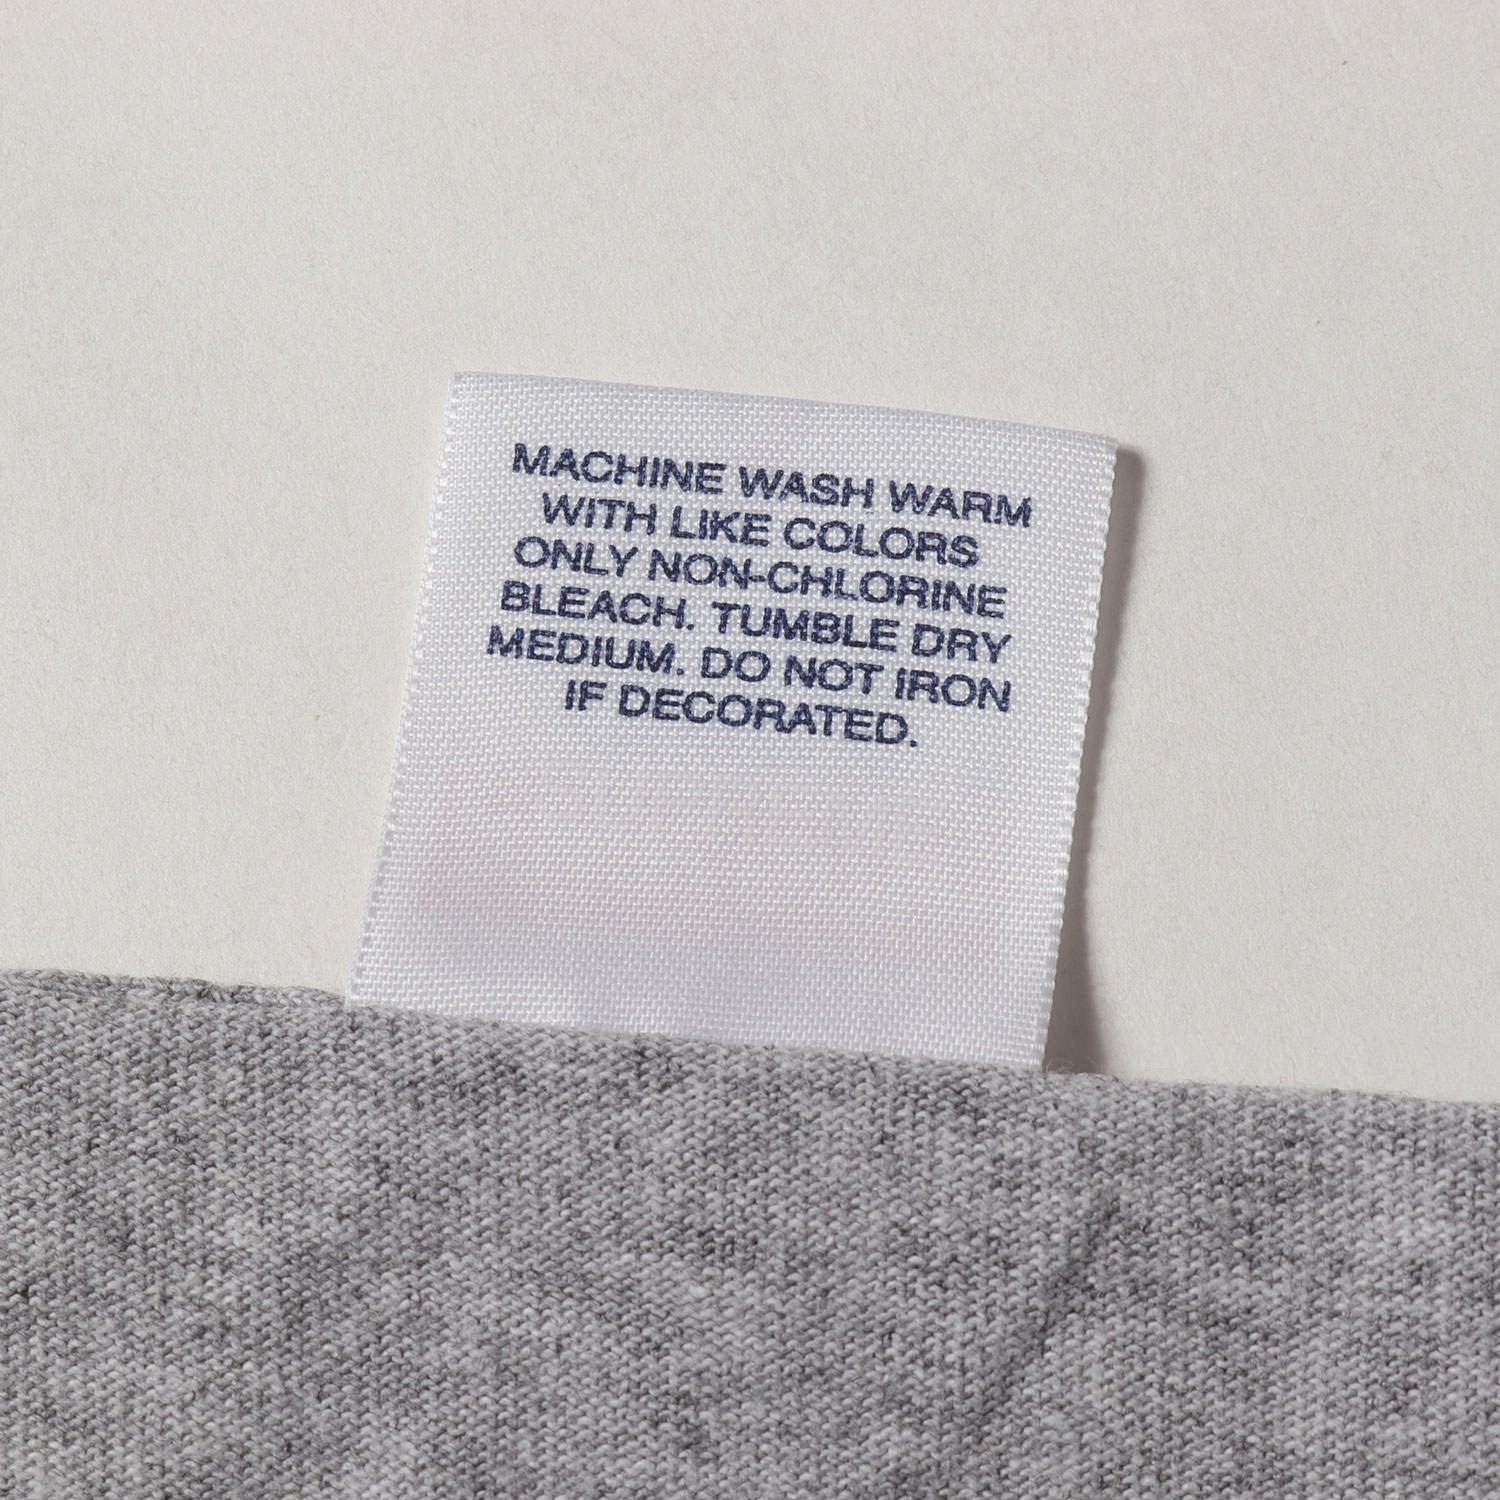 MACHINE WASH WARM
WITH LIKE COLORS
ONLY NON-CHLORINE
BLEACH. TUMBLE DRY
MEDIUM. DO NOT IRON
IF DECORATED.